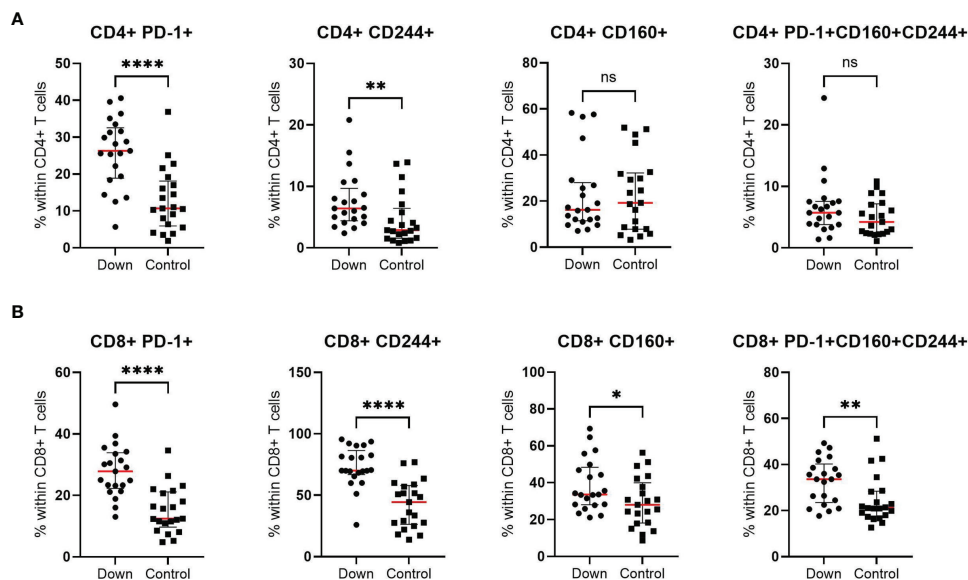 A
CD4+ PD-1+
CD4+ CD244+
CD4+ CD160+
CD4+ PD-1+CD160+CD244+
% within CD4+ T cells
50
40
30
20
10
0
****
Down
Control
% within CD4+ T cells
30
20
10
0
**
Down
Control
% within CD4+ T cells
80
60
40
20
0
ns
Down
Control
% within CD4+ T cells
30
20
10
0
ns
Down
Control
B
CD8+ PD-1+
CD8+ CD244+
CD8+ CD160+
CD8+ PD-1+CD160+CD244+
% within CD8+ T cells
60
40
20
0
****
Down
Control
% within CD8+ T cells
150
100
50
0
****
Down
Control
% within CD8+ T cells
100
80
60
40
20
0
*
Down
Control
% within CD8+ T cells
80
60
40
20
0
**
Down
Control